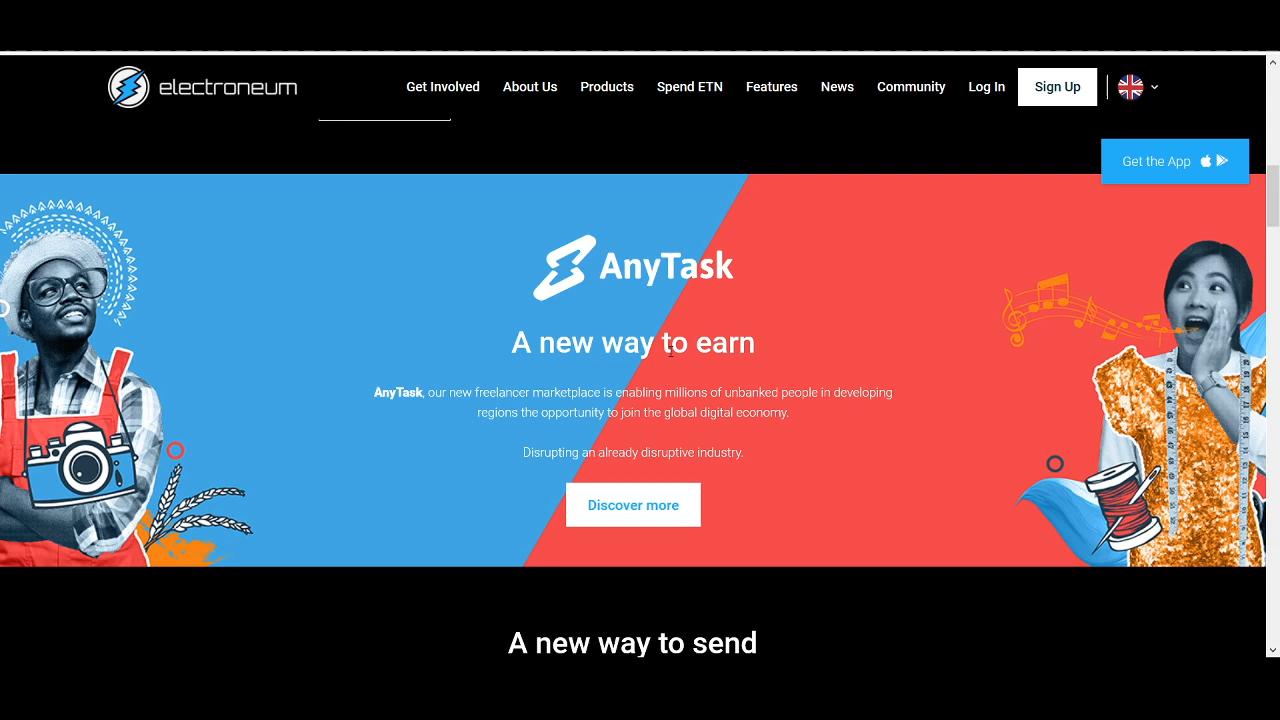 electroneum
Get Involved About Us Products Spend ETN Features News Community Log In Sign Up
Get the App
AnyTask
A new way to earn
AnyTask, our new freelancer marketplace is enabling millions of unbanked people in developing
regions the opportunity to join the global digital economy.
Disrupting an already disruptive industry.
Discover more
A new way to send